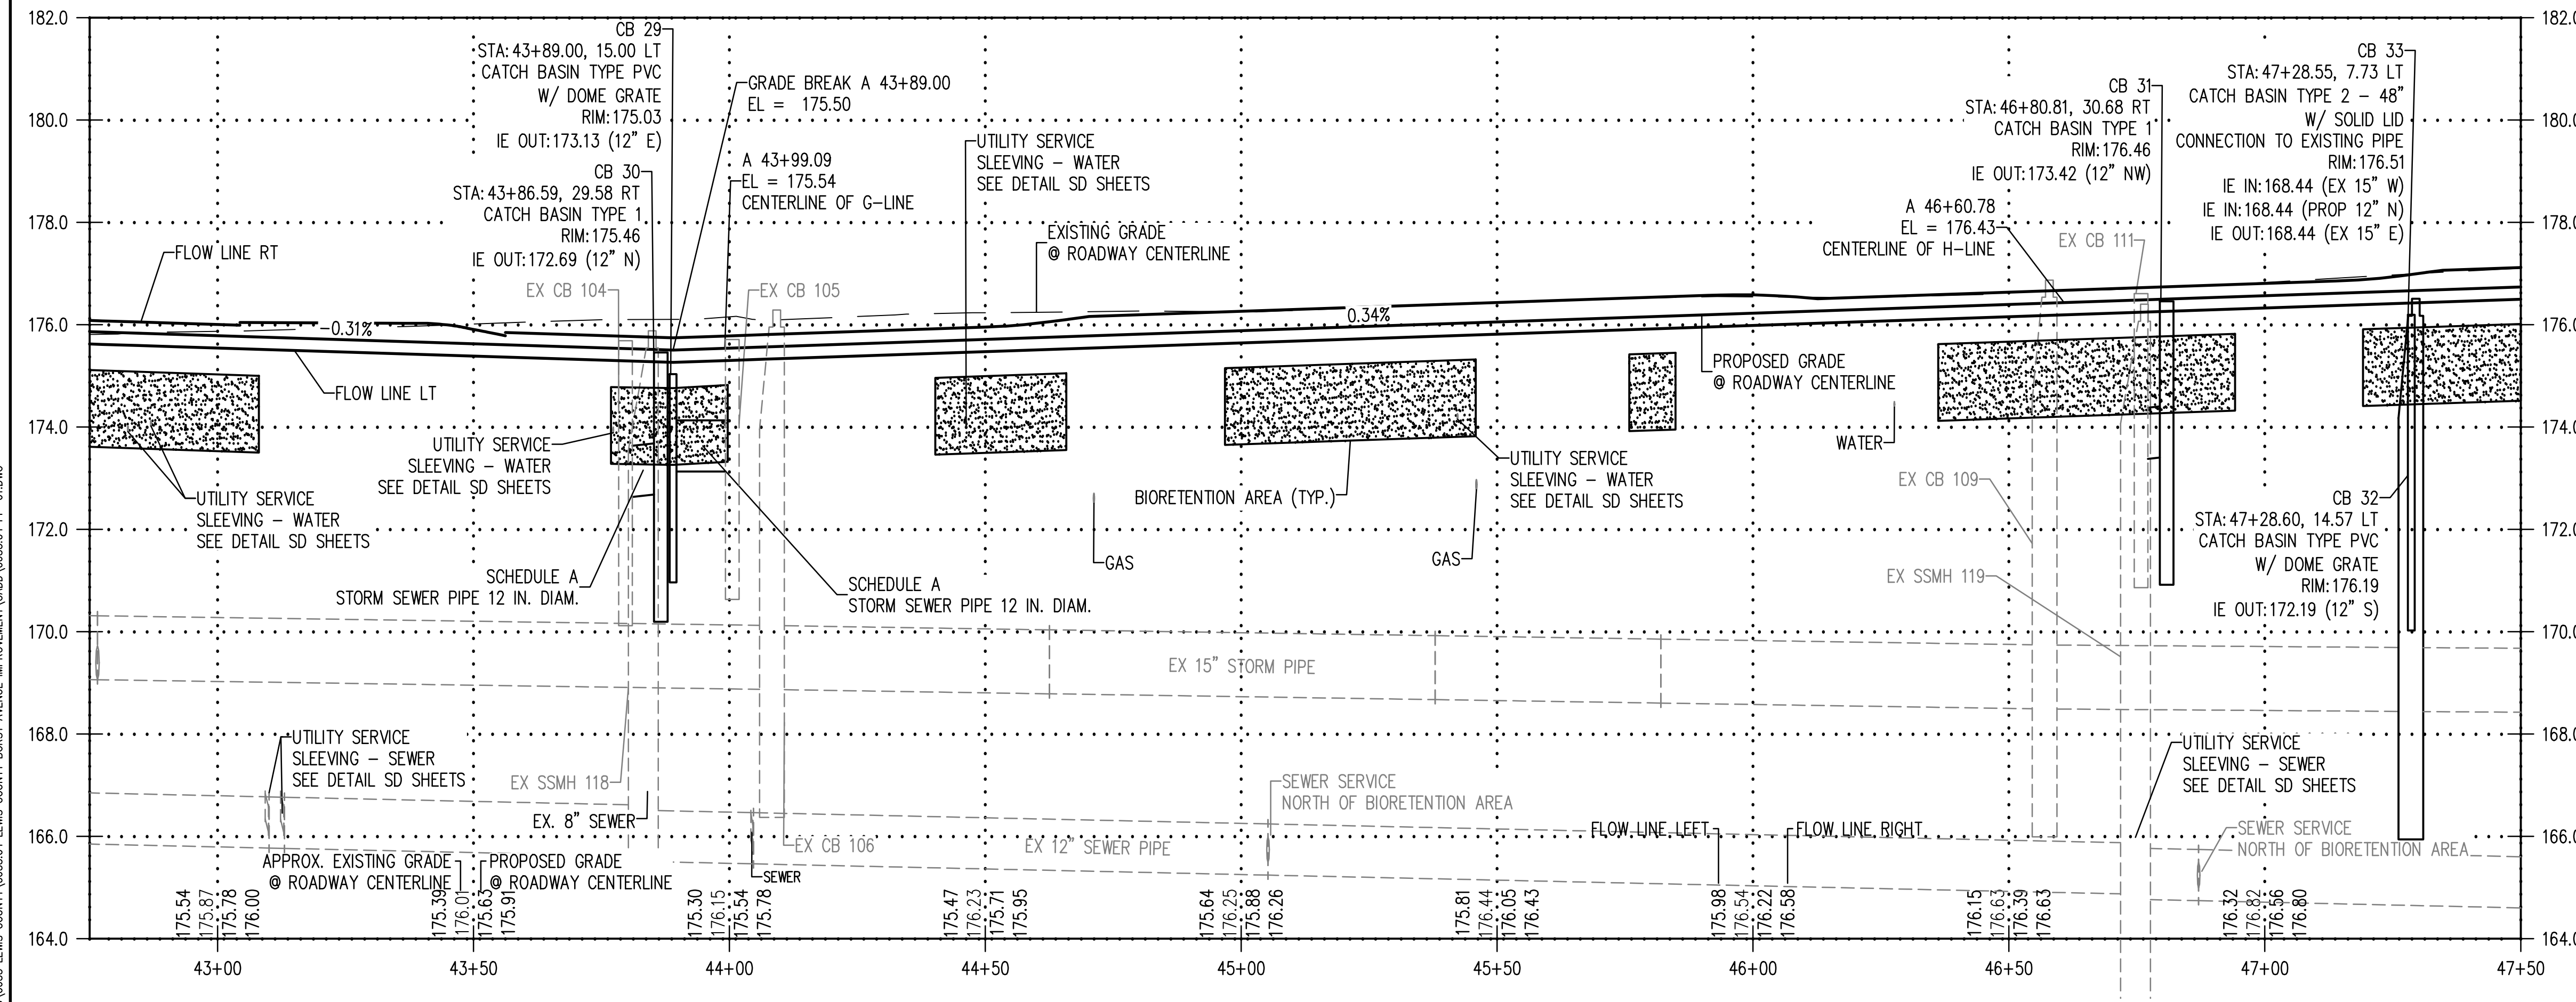 182.0
180.0
178.0
176.0
174.0
172.0
170.0
168.0
166.0
164.0
182.0
CB 29
STA:43+89.00, 15.00 LT
CATCH BASIN TYPE PVC
W/ DOME GRATE
RIM:175.03
IE OUT:173.13 (12" E)
CB 30
STA:43+86.59, 29.58 RT
CATCH BASIN TYPE 1
RIM:175.46
IE OUT:172.69 (12" N)
GRADE BREAK A 43+89.00
EL = 175.50
A 43+99.09
EL = 175.54
CENTERLINE OF G-LINE
UTILITY SERVICE
SLEEVING - WATER
SEE DETAIL SD SHEETS
EXISTING GRADE
@ ROADWAY CENTERLINE
CB 31
STA:46+80.81, 30.68 RT
CATCH BASIN TYPE 1
RIM:176.46
IE OUT:173.42 (12" NW)
A 46+60.78
EL = 176.43
CENTERLINE OF H-LINE
EX CB 111
CB 33
STA:47+28.55, 7.73 LT
CATCH BASIN TYPE 2 - 48"
W/ SOLID LID
CONNECTION TO EXISTING PIPE
RIM:176.51
IE IN:168.44 (EX 15" W)
IE IN:168.44 (PROP 12" N)
IE OUT:168.44 (EX 15" E)
FLOW LINE RT
EX CB 104
EX CB 105
-0.31%
0.34%
FLOW LINE LT
PROPOSED GRADE
@ ROADWAY CENTERLINE
UTILITY SERVICE
SLEEVING - WATER
SEE DETAIL SD SHEETS
UTILITY SERVICE
SLEEVING - WATER
SEE DETAIL SD SHEETS
BIORETENTION AREA (TYP.)
UTILITY SERVICE
SLEEVING - WATER
SEE DETAIL SD SHEETS
WATER
EX CB 109
GAS
GAS
CB 32
STA:47+28.60, 14.57 LT
CATCH BASIN TYPE PVC
W/ DOME GRATE
RIM:176.19
IE OUT:172.19 (12" S)
SCHEDULE A
STORM SEWER PIPE 12 IN. DIAM.
SCHEDULE A
STORM SEWER PIPE 12 IN. DIAM.
EX SSMH 119
EX 15" STORM PIPE
UTILITY SERVICE
SLEEVING - SEWER
SEE DETAIL SD SHEETS
EX SSMH 118
EX. 8" SEWER
SEWER SERVICE
NORTH OF BIORETENTION AREA
UTILITY SERVICE
SLEEVING - SEWER
SEE DETAIL SD SHEETS
FLOW LINE LEFT
FLOW LINE RIGHT
SEWER SERVICE
NORTH OF BIORETENTION AREA
EX CB 106
EX 12" SEWER PIPE
APPROX. EXISTING GRADE
@ ROADWAY CENTERLINE
PROPOSED GRADE
@ ROADWAY CENTERLINE
SEWER
175.54
175.87
175.78
176.00
175.39
176.01
175.63
175.91
175.30
176.15
175.54
175.78
175.47
176.23
175.71
175.95
175.64
176.25
175.88
176.26
175.81
176.44
176.05
176.43
175.98
176.54
176.22
176.58
176.15
176.63
176.39
176.63
176.32
176.82
176.56
176.80
43+00
43+50
44+00
44+50
45+00
45+50
46+00
46+50
47+00
47+50